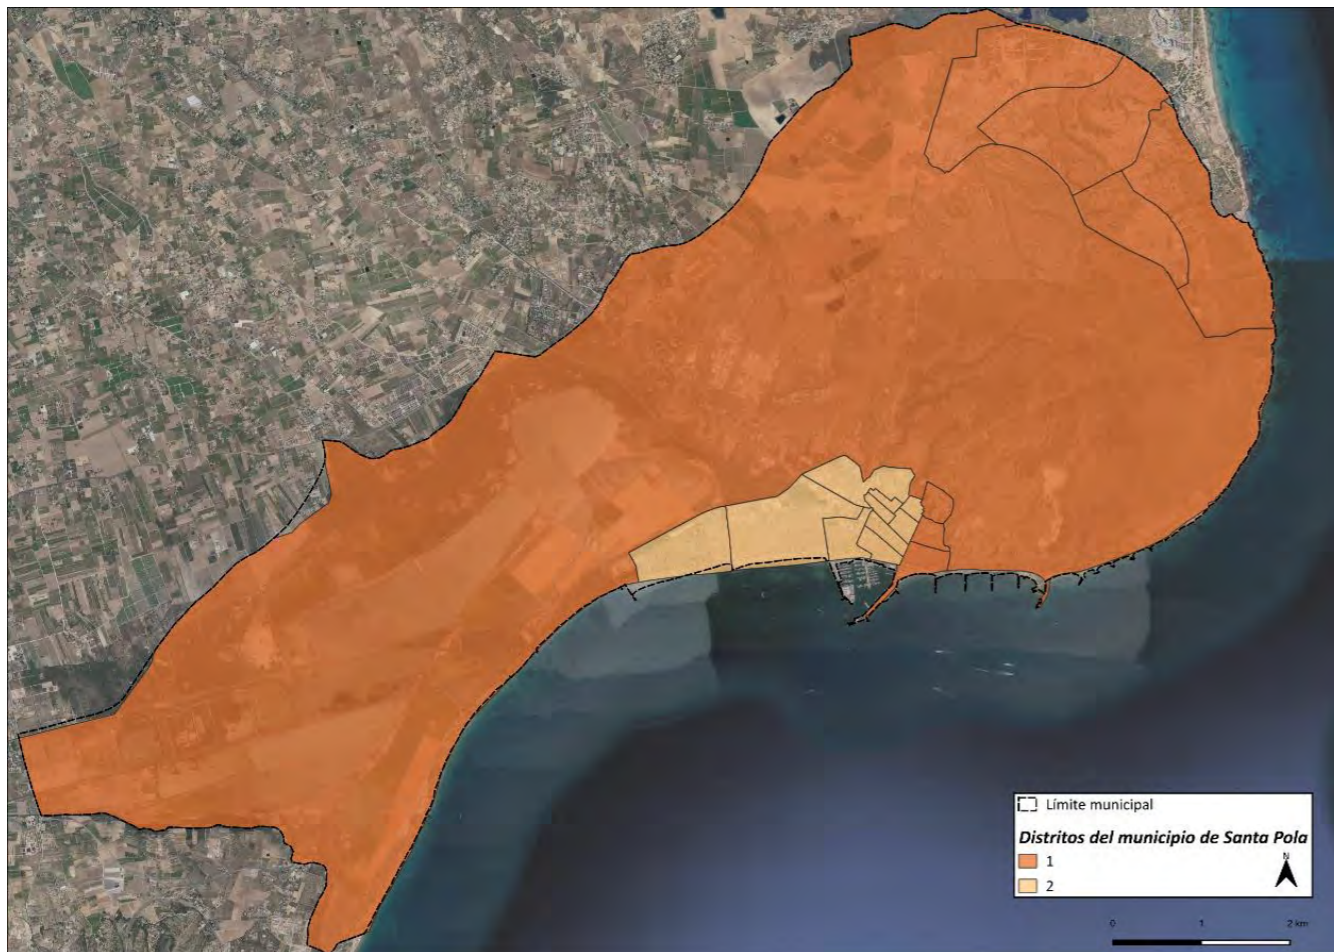 Límite municipal
Distritos del municipio de Santa Pola
1
N
2
0 1 2 km